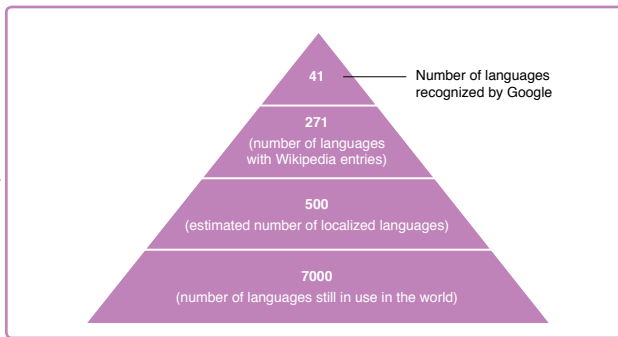 41
Number of languages
recognized by Google
271
(number of languages
with Wikipedia entries)
500
(estimated number of localized languages)
7000
(number of languages still in use in the world)